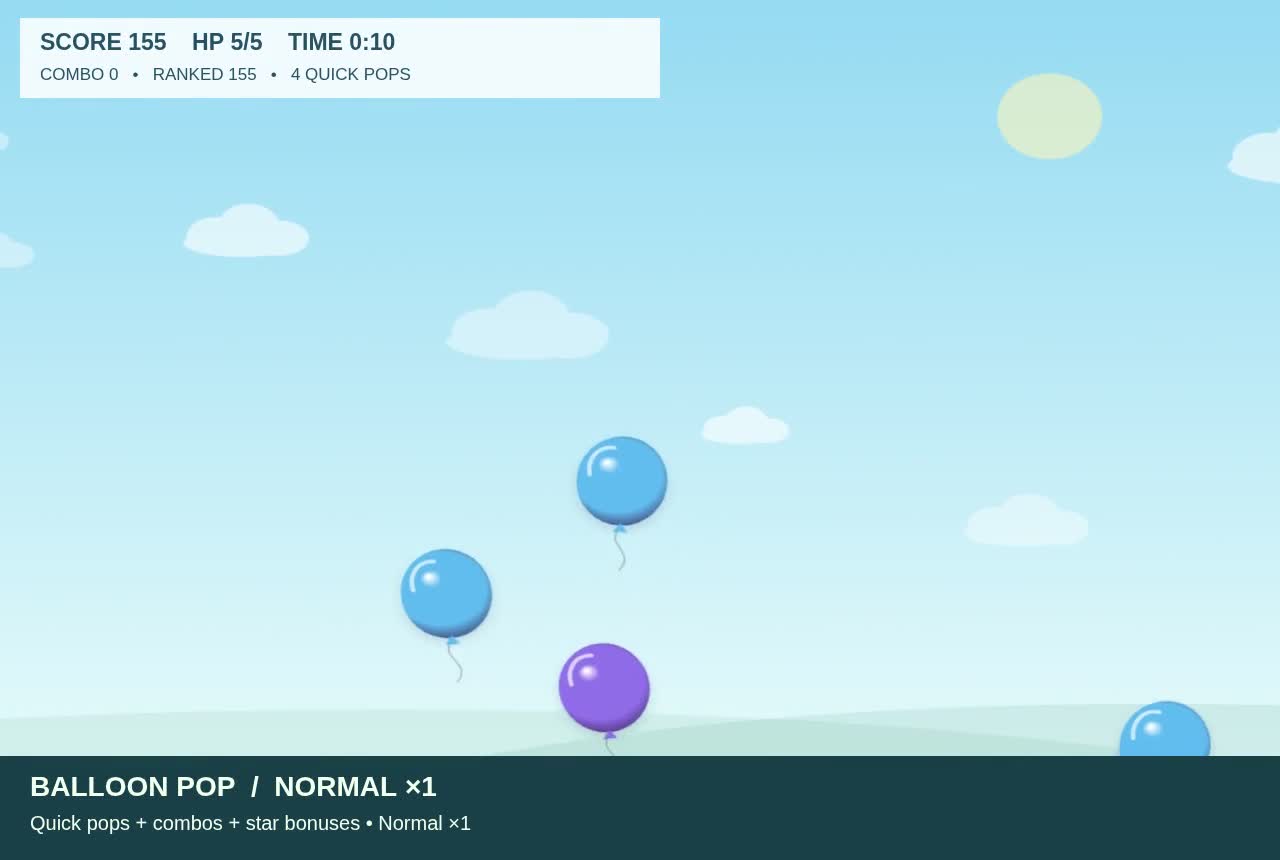 SCORE 155 HP 5/5 TIME 0:10
COMBO 0 • RANKED 155 • 4 QUICK POPS
BALLOON POP / NORMAL ×1
Quick pops + combos + star bonuses • Normal ×1